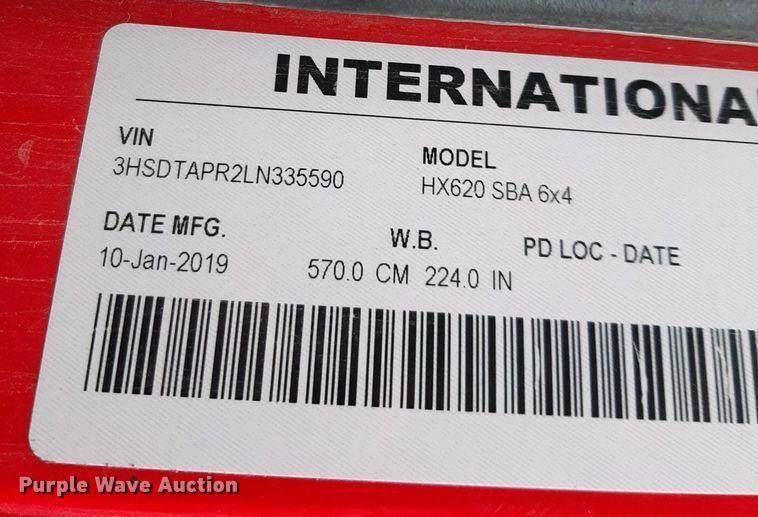 INTERNATIONA
VIN
3HSDTAPR2LN335590
MODEL
HX620 SBA 6x4
DATE MFG.
10-Jan-2019
W.B.
570.0 CM 224.0 IN
PD LOC - DATE
Purple Wave Auction